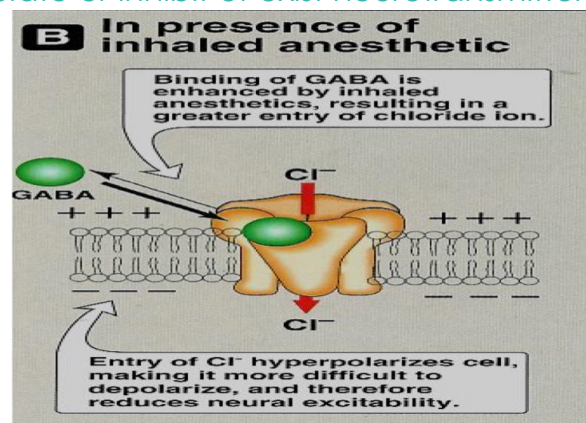 B In presence of
inhaled anesthetic
Binding of GABA is
enhanced by inhaled
anesthetics, resulting in a
greater entry of chloride ion.
Cl⁻
GABA
+ + +
+ + +
— — —
— — —
Cl⁻
Entry of Cl⁻ hyperpolarizes cell,
making it more difficult to
depolarize, and therefore
reduces neural excitability.